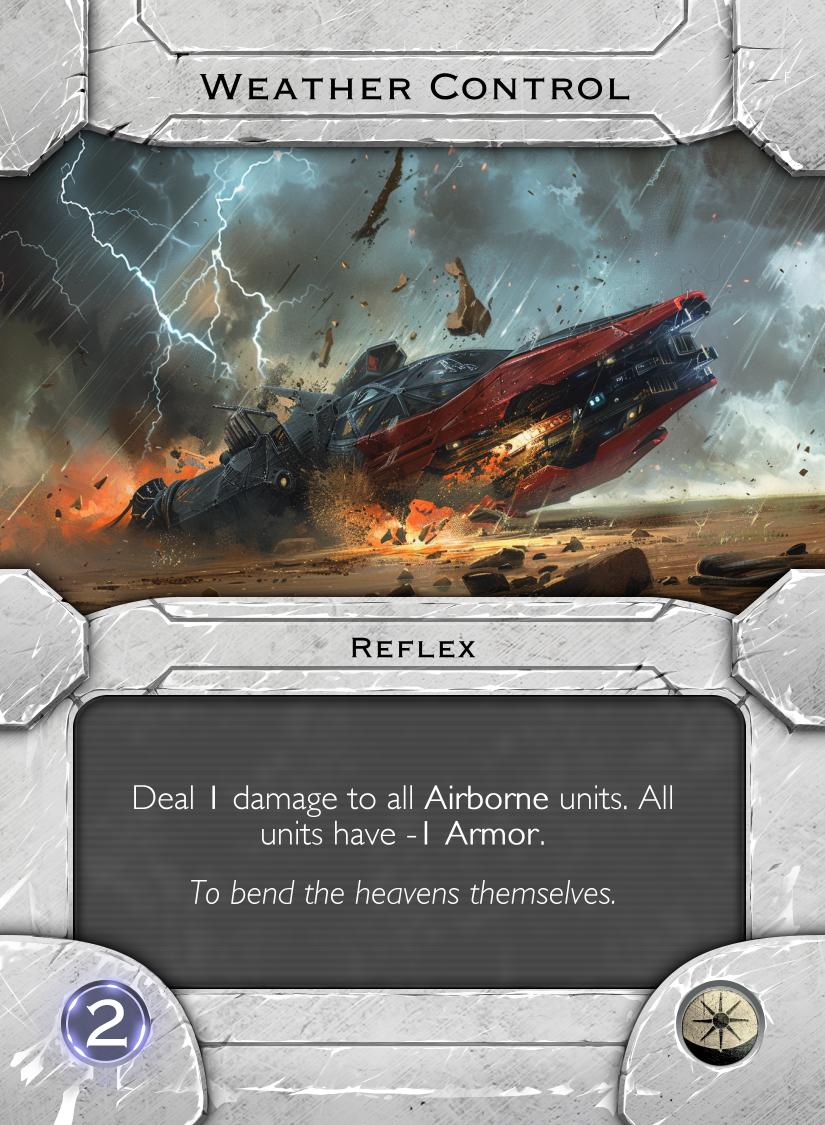 Weather Control
Reflex
Deal 1 damage to all Airborne units. All
units have -1 Armor.
To bend the heavens themselves.
2